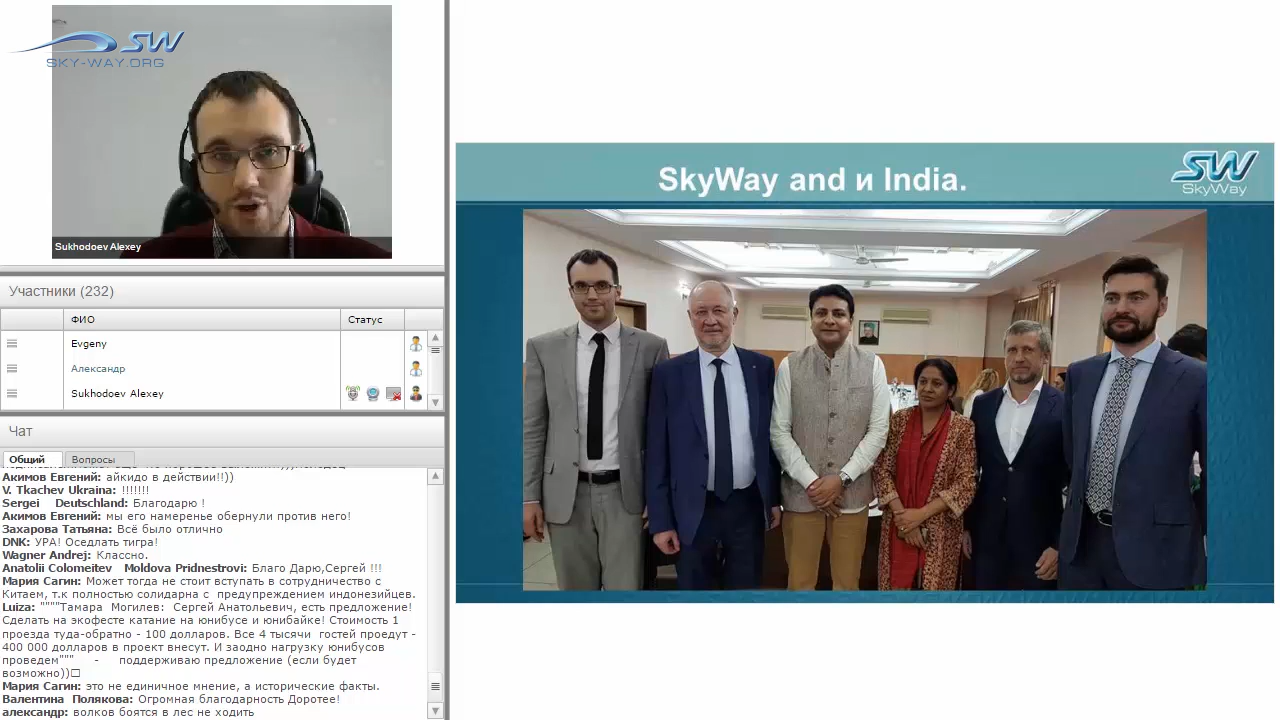 SW
SKY-WAY.ORG
Sukhodoev Alexey
Участники (232)
ФИО Статус
Evgeny
Александр
Sukhodoev Alexey
Чат
Общий Вопросы
Акимов Евгений: айкидо в действии!!))
V. Tkachev Ukraina: !!!!!!!
Sergei Deutschland: Благодарю !
Акимов Евгений: мы его намеренье обернули против него!
Захарова Татьяна: Всё было отлично
DNK: УРА! Оседлать тигра!
Wagner Andrej: Классно.
Anatolii Colomeitev Moldova Pridnestrovi: Благо Дарю,Сергей !!!
Мария Сагин: Может тогда не стоит вступать в сотрудничество с
Китаем, т.к полностью солидарна с предупреждением индонезийцев.
Luiza: """"Тамара Могилев: Сергей Анатольевич, есть предложение!
Сделать на экофесте катание на юнибусе и юнибайке! Стоимость 1
проезда туда-обратно - 100 долларов. Все 4 тысячи гостей проедут -
400 000 долларов в проект внесут. И заодно нагрузку юнибусов
проведем""" - поддерживаю предложение (если будет
возможно))
Мария Сагин: это не единичное мнение, а исторические факты.
Валентина Полякова: Огромная благодарность Доротее!
александр: волков боятся в лес не ходить
SkyWay and и India.
SW
SkyWay